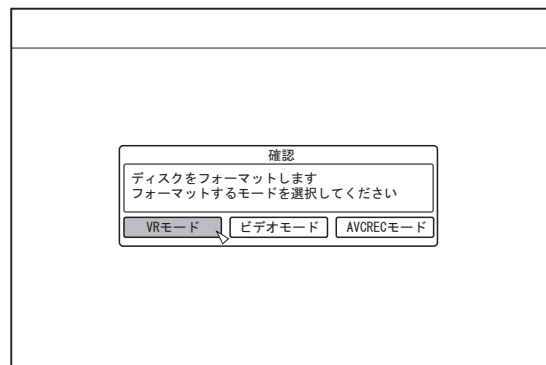 確認
ディスクをフォーマットします
フォーマットするモードを選択してください
VRモード
ビデオモード
AVCRECモード